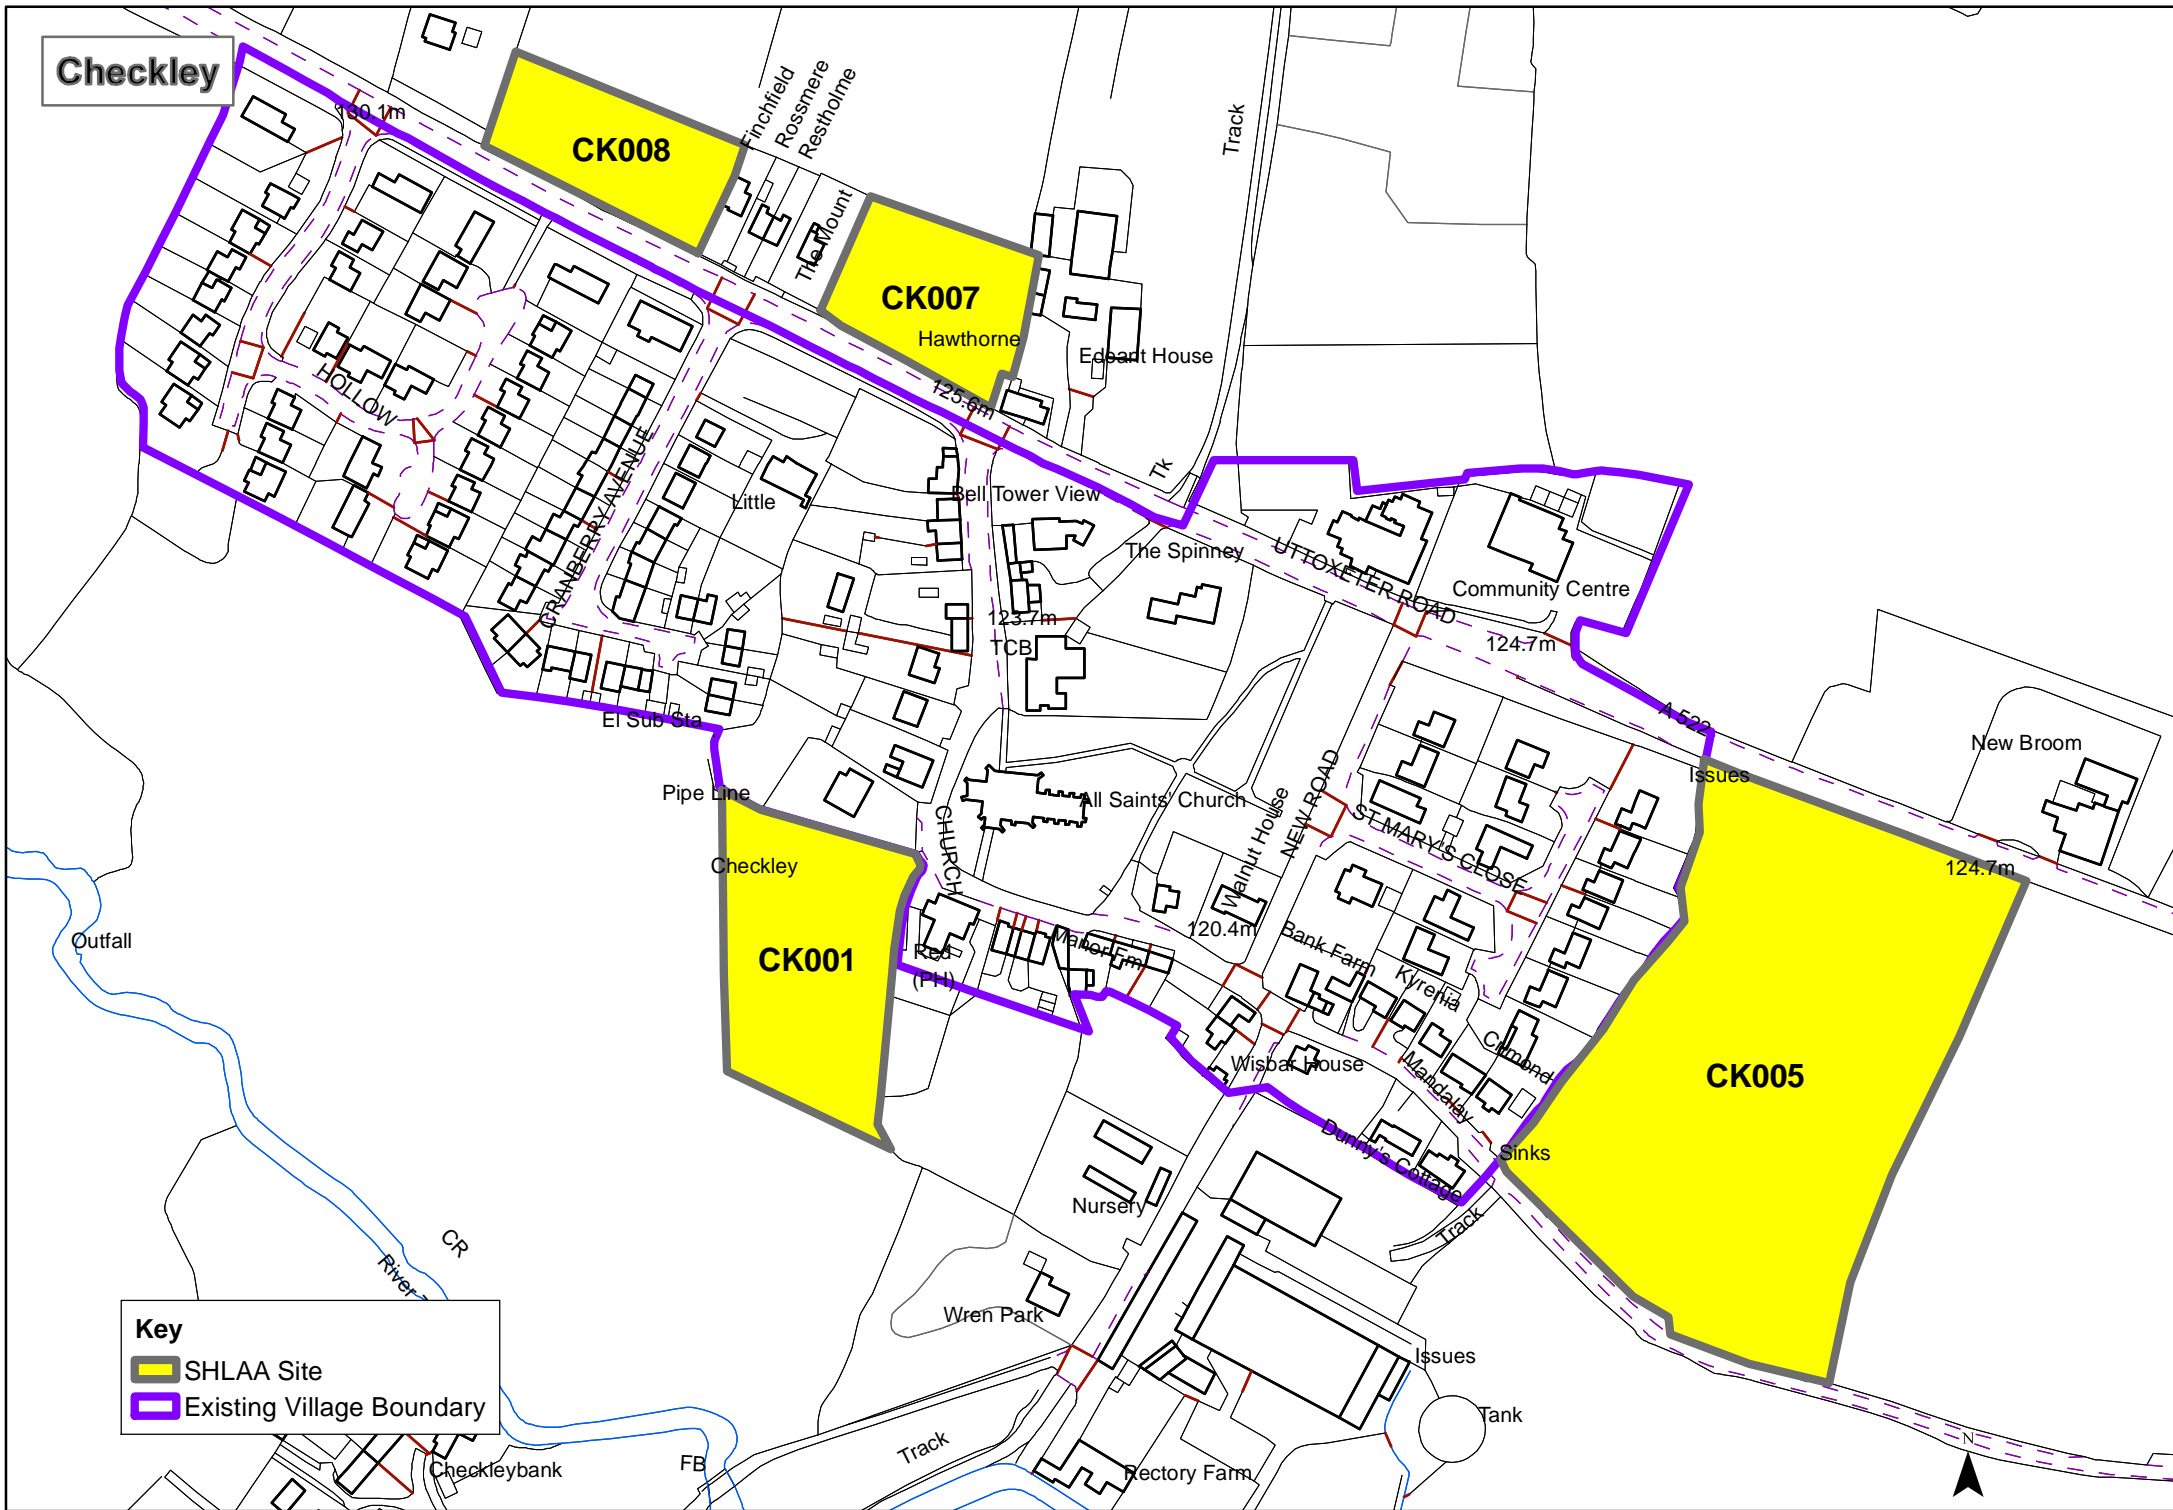 Checkley
130.1m
CK008
Finchfield
Rossmere
Restholme
The Mount
Track
CK007
Hawthorne
Edsant House
125.6m
HOLLOW
CRANBERRY AVENUE
Little
Bell Tower View
Tk
The Spinney
UTTOXETER ROAD
Community Centre
123.7m
TCB
124.7m
El Sub Sta
A 522
New Broom
Issues
Pipe Line
All Saints' Church
CHURCH
Walnut House
NEW ROAD
ST MARY'S CLOSE
Checkley
124.7m
120.4m
Outfall
CK001
Red
(PH)
Manor Fm
Bank Farm
Kyrenia
Crimond
Mandalay
Wisbar House
CK005
Dunny's Cottage
Sinks
Nursery
Track
CR
River
Wren Park
Issues
Key
SHLAA Site
Existing Village Boundary
Tank
Track
FB
Checkleybank
Rectory Farm
N